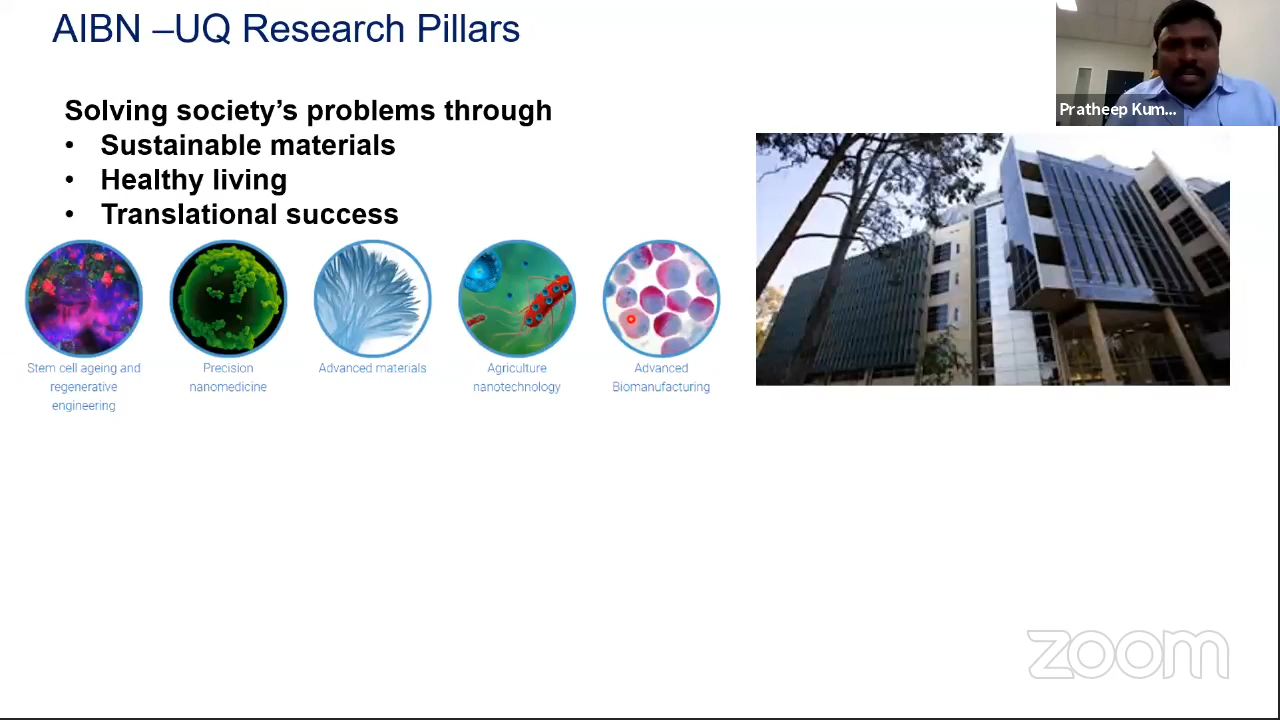 AIBN –UQ Research Pillars
Pratheep Kum...
Solving society's problems through
• Sustainable materials
• Healthy living
• Translational success
Stem cell ageing and
regenerative
engineering
Precision
nanomedicine
Advanced materials
Agriculture
nanotechnology
Advanced
Biomanufacturing
zoom